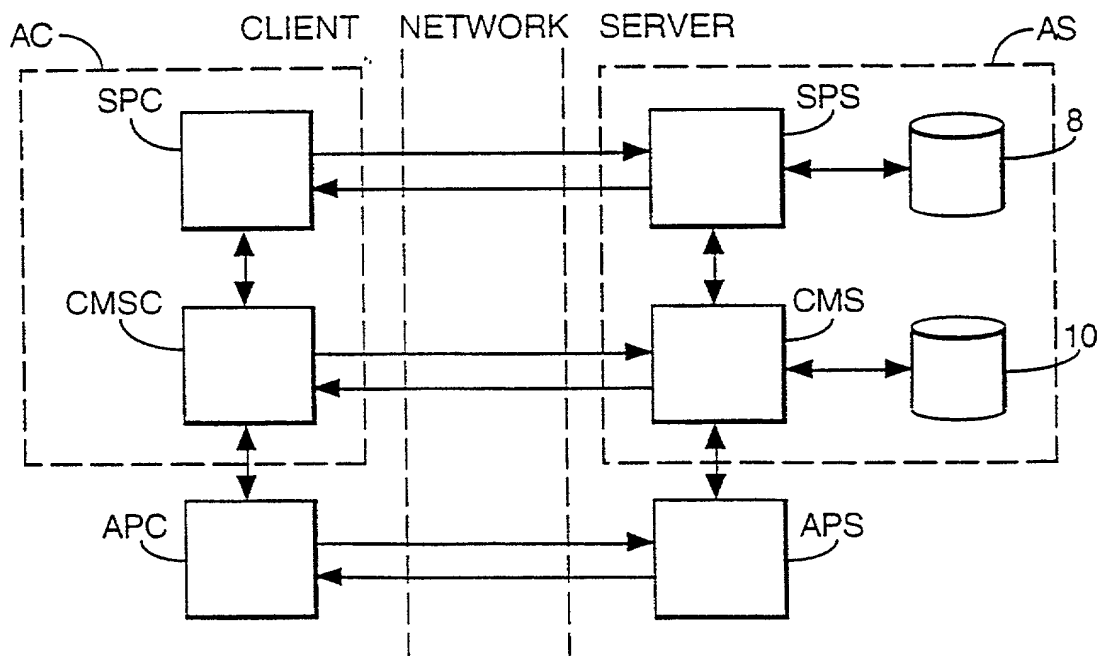 AC CLIENT NETWORK SERVER AS
SPC SPS 8
CMSC CMS 10
APC APS